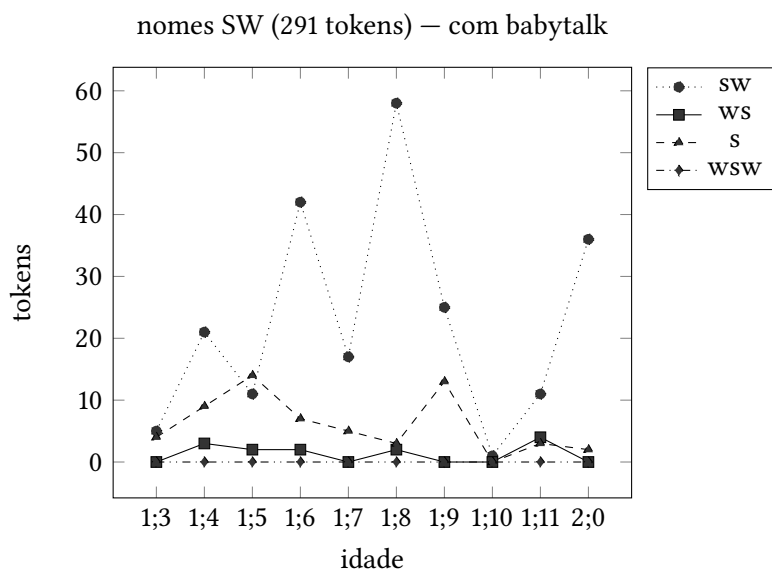 nomes SW (291 tokens) — com babytalk
sw
ws
s
wsw
60
50
40
30
20
10
0
tokens
1;3 1;4 1;5 1;6 1;7 1;8 1;9 1;10 1;11 2;0
idade